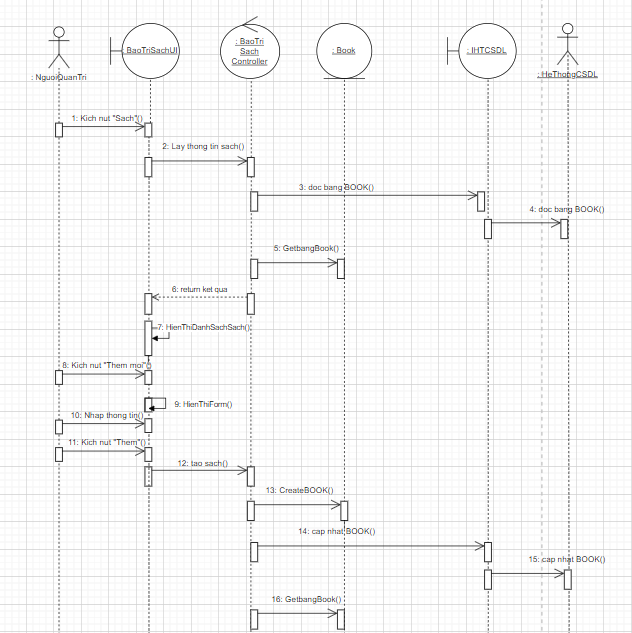 : NguoiQuanTri
: BaoTriSachUI
: BaoTri
Sach
Controller
: Book
: IHTCSDL
: HeThongCSDL
1: Kich nut "Sach"()
2: Lay thong tin sach()
3: doc bang BOOK()
4: doc bang BOOK()
5: GetbangBook()
6: return ket qua
7: HienThiDanhSachSach()
8: Kich nut "Them moi"()
9: HienThiForm()
10: Nhap thong tin()
11: Kich nut "Them"()
12: tao sach()
13: CreateBOOK()
14: cap nhat BOOK()
15: cap nhat BOOK()
16: GetbangBook()